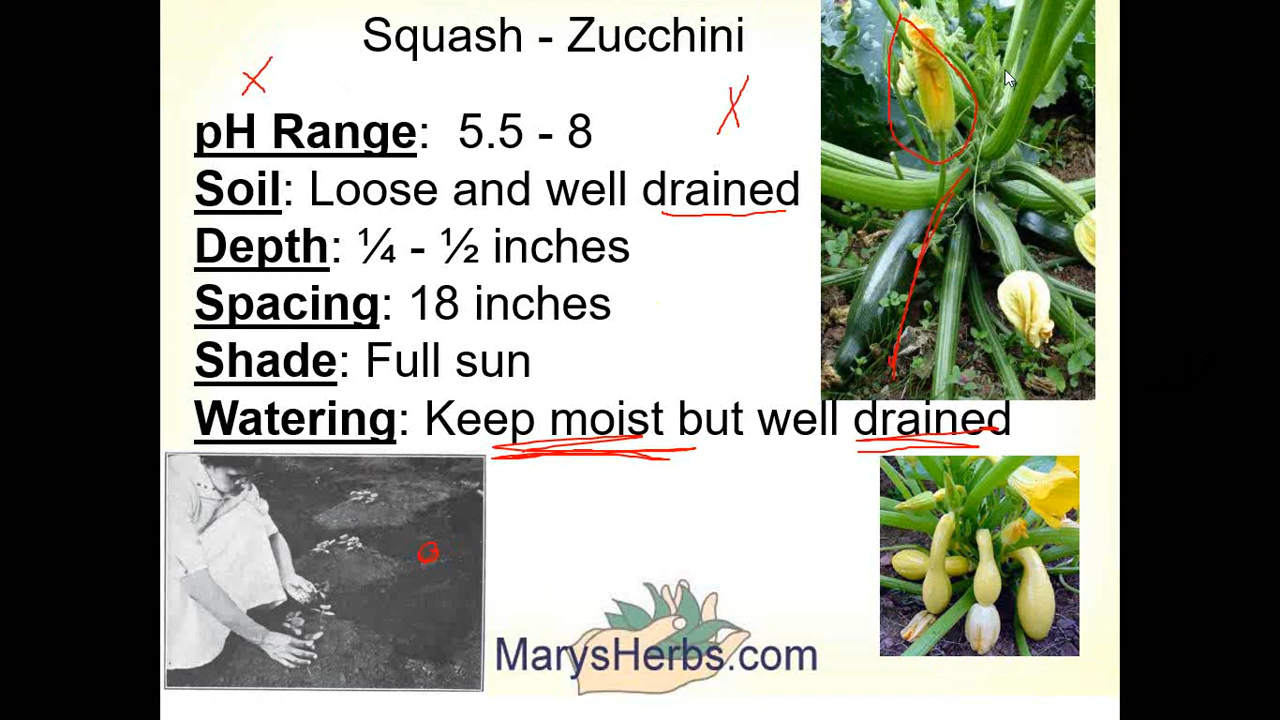 Squash - Zucchini
pH Range: 5.5 - 8
Soil: Loose and well drained
Depth: ¼ - ½ inches
Spacing: 18 inches
Shade: Full sun
Watering: Keep moist but well drained
MarysHerbs.com